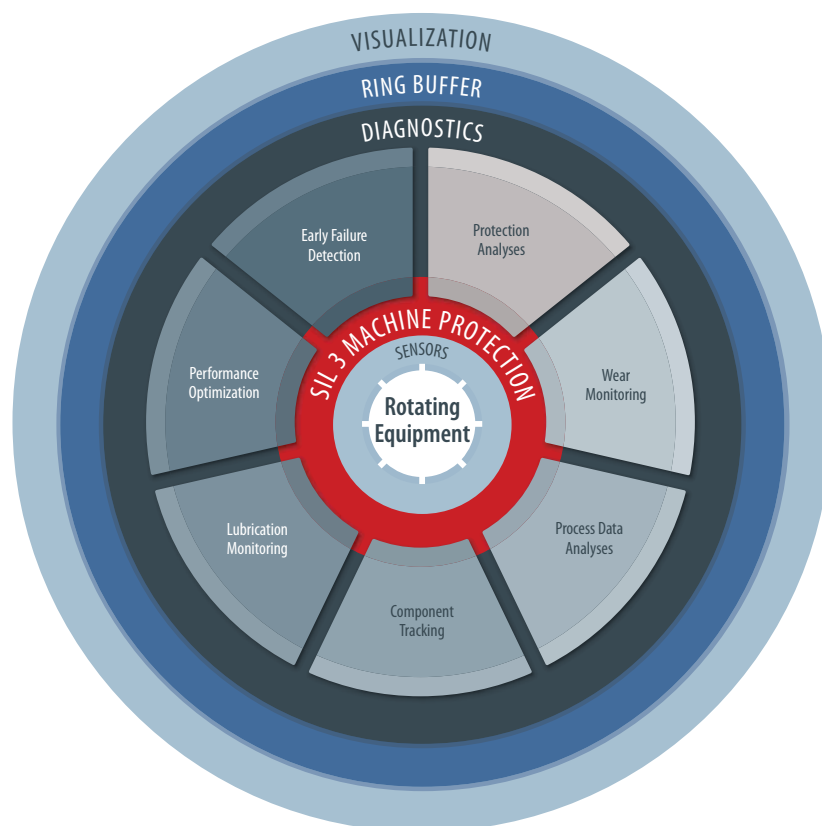 VISUALIZATION
RING BUFFER
DIAGNOSTICS
Early Failure
Detection
Protection
Analyses
Performance
Optimization
Wear
Monitoring
SIL 3 MACHINE PROTECTION
SENSORS
Rotating
Equipment
Lubrication
Monitoring
Process Data
Analyses
Component
Tracking